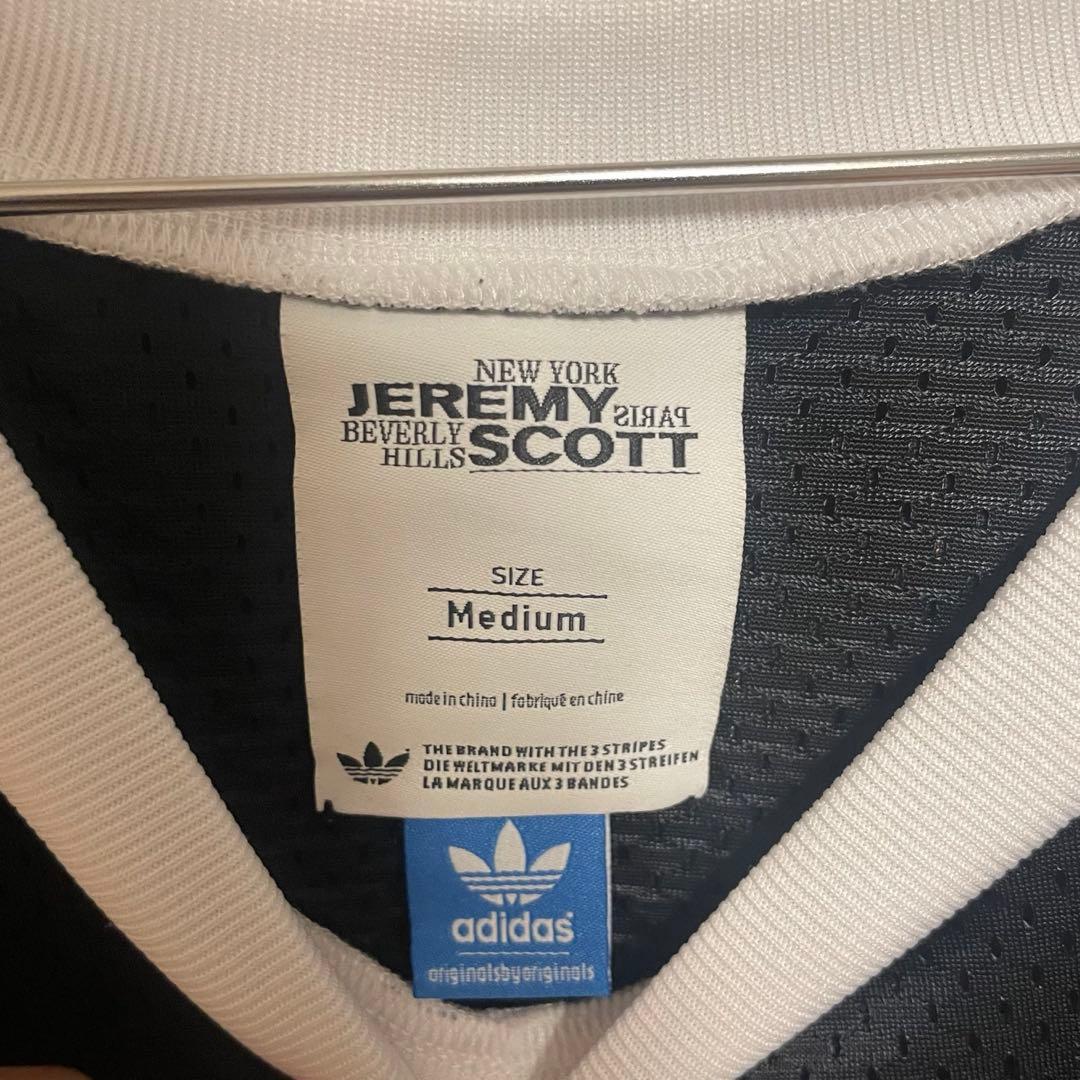 NEW YORK
JEREMY PARIS
BEVERLY SCOTT
HILLS
SIZE
Medium
made in china | fabriqué en chine
THE BRAND WITH THE 3 STRIPES
DIE WELTMARKE MIT DEN 3 STREIFEN
LA MARQUE AUX 3 BANDES
adidas
originalsbyoriginals